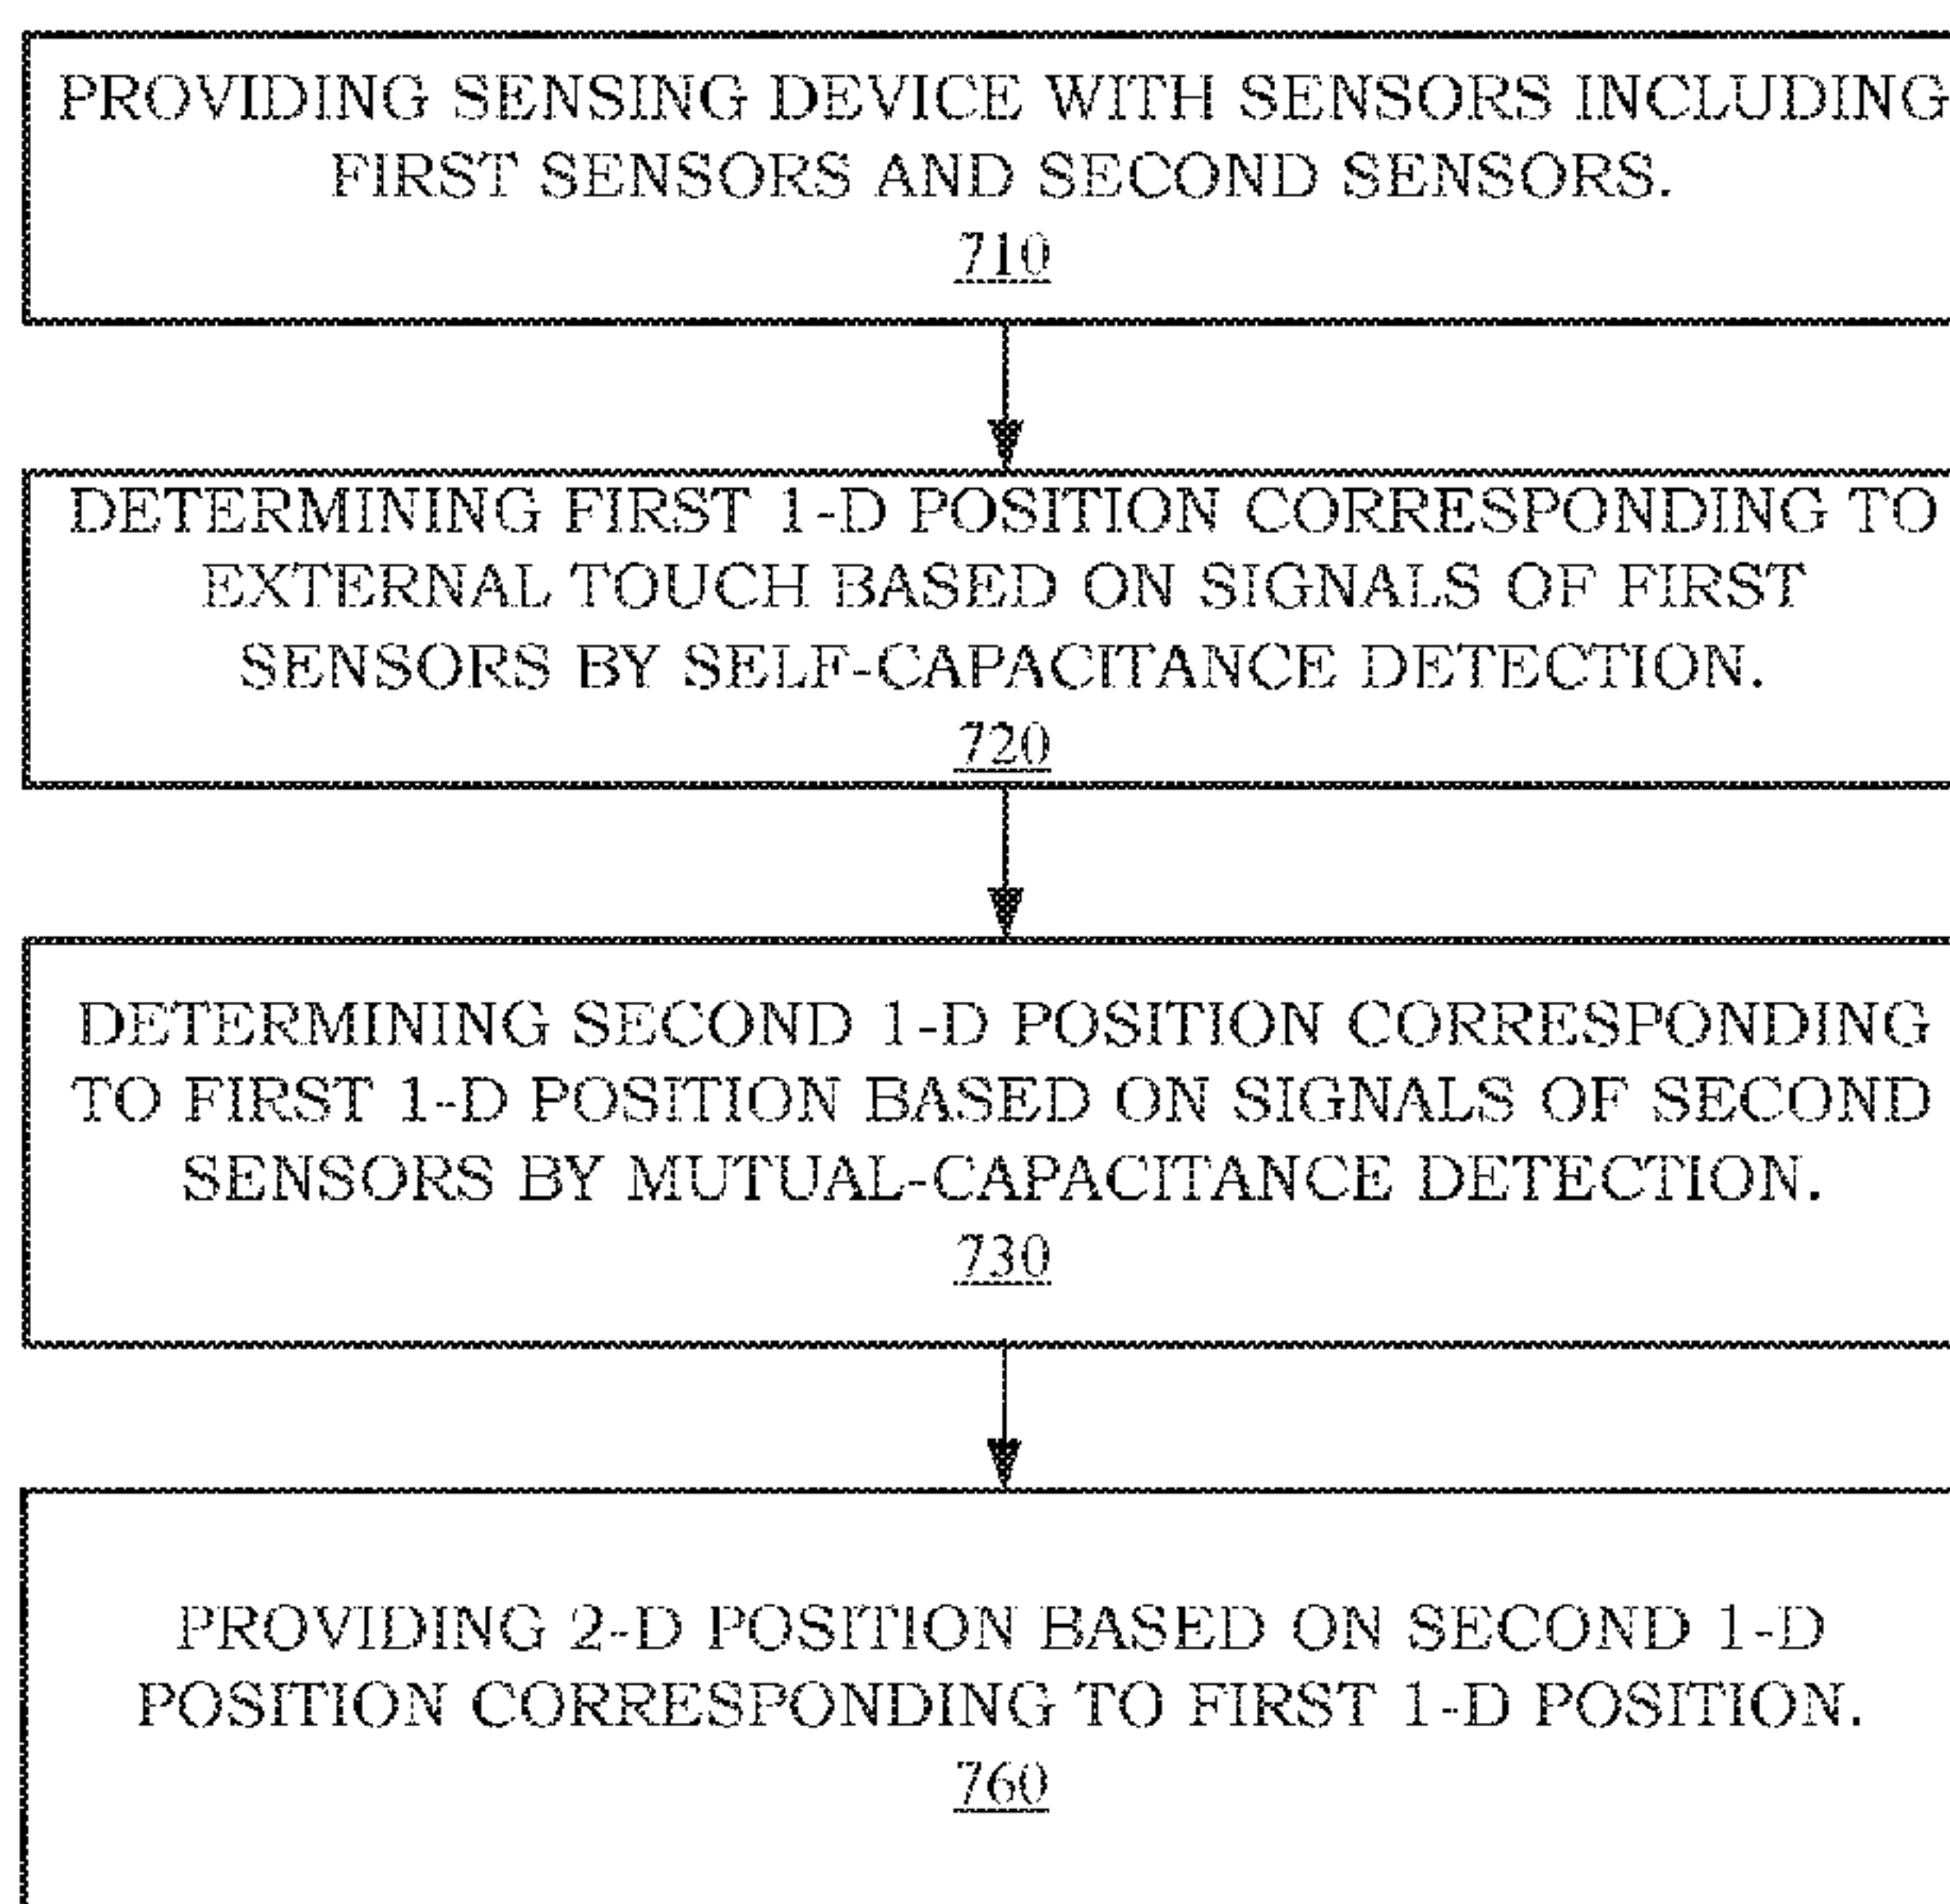 PROVIDING SENSING DEVICE WITH SENSORS INCLUDING
FIRST SENSORS AND SECOND SENSORS.
710
DETERMINING FIRST 1-D POSITION CORRESPONDING TO
EXTERNAL TOUCH BASED ON SIGNALS OF FIRST
SENSORS BY SELF-CAPACITANCE DETECTION.
720
DETERMINING SECOND 1-D POSITION CORRESPONDING
TO FIRST 1-D POSITION BASED ON SIGNALS OF SECOND
SENSORS BY MUTUAL-CAPACITANCE DETECTION.
730
PROVIDING 2-D POSITION BASED ON SECOND 1-D
POSITION CORRESPONDING TO FIRST 1-D POSITION.
760